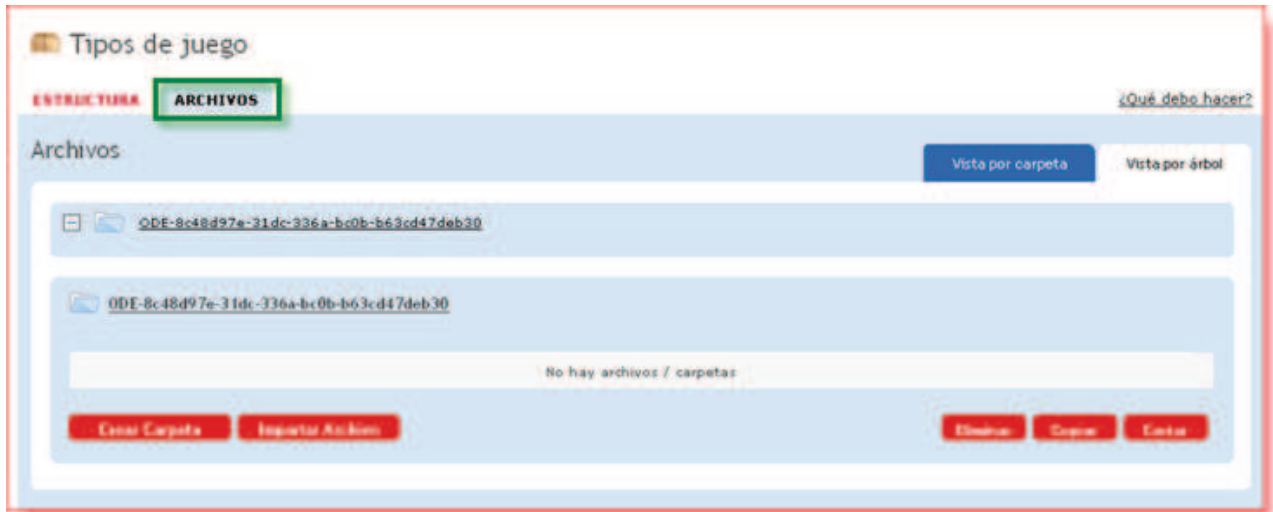 Tipos de juego
ESTRUCTURA ARCHIVOS ¿Qué debo hacer?
Archivos
Vista por carpeta Vista por árbol
ODE-8c48d97e-31dc-336a-bc0b-b63cd47deb30
ODE-8c48d97e-31dc-336a-bc0b-b63cd47deb30
No hay archivos / carpetas
Crear Carpeta Importar Archivo Eliminar Copiar Cortar